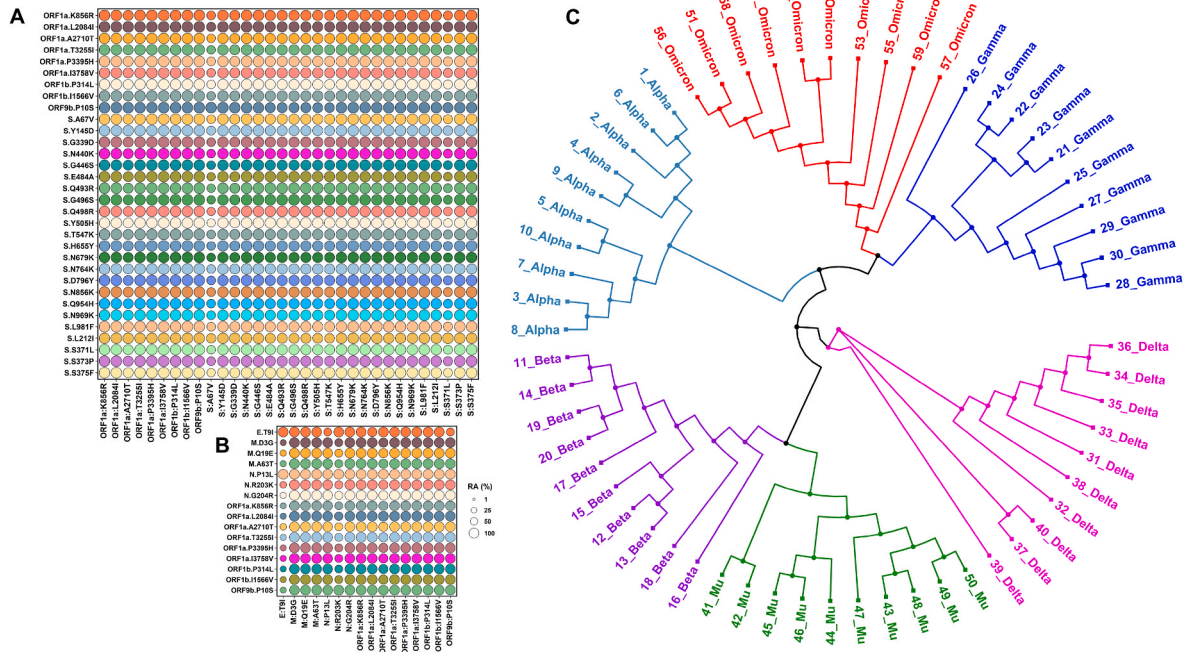 A
ORF1a.K856R
ORF1a.L2084I
ORF1a.A2710T
ORF1a.T3255I
ORF1a.P3395H
ORF1a.I3758V
ORF1b.P314L
ORF1b.I1566V
ORF9b.P10S
S.A67V
S.Y145D
S.G339D
S.N440K
S.G446S
S.E484A
S.Q493R
S.G496S
S.Q498R
S.Y505H
S.T547K
S.H655Y
S.N679K
S.N764K
S.D796Y
S.N856K
S.Q954H
S.N969K
S.L981F
S.L212I
S.S371L
S.S373P
S.S375F
ORF1a:K856R
ORF1a:L2084I
ORF1a:A2710T
ORF1a:T3255I
ORF1a:P3395H
ORF1a:I3758V
ORF1b:P314L
ORF1b:I1566V
ORF9b:P10S
S:A67V
S:Y145D
S:G339D
S:N440K
S:G446S
S:E484A
S:Q493R
S:G496S
S:Q498R
S:Y505H
S:T547K
S:H655Y
S:N679K
S:N764K
S:D796Y
S:N856K
S:Q954H
S:N969K
S:L981F
S:L212I
S:S371L
S:S373P
S:S375F
B
E.T9I
M.D3G
M.Q19E
M.A63T
N.P13L
N.R203K
N.G204R
ORF1a.K856R
ORF1a.L2084I
ORF1a.A2710T
ORF1a.T3255I
ORF1a.P3395H
ORF1a.I3758V
ORF1b.P314L
ORF1b.I1566V
ORF9b.P10S
E:T9I
M:D3G
M:Q19E
M:A63T
N:P13L
N:R203K
N:G204R
ORF1a:K856R
ORF1a:L2084I
ORF1a:A2710T
ORF1a:T3255I
ORF1a:P3395H
ORF1a:I3758V
ORF1b:P314L
ORF1b:I1566V
ORF9b:P10S
RA (%)
1
25
50
100
C
1_Alpha
6_Alpha
2_Alpha
4_Alpha
9_Alpha
5_Alpha
10_Alpha
7_Alpha
3_Alpha
8_Alpha
56_Omicron
51_Omicron
Omicron
Omicron
Omicron
Omicron
53_Omicron
55_Omicron
59_Omicron
57_Omicron
26_Gamma
24_Gamma
22_Gamma
23_Gamma
21_Gamma
25_Gamma
27_Gamma
29_Gamma
30_Gamma
28_Gamma
36_Delta
34_Delta
35_Delta
33_Delta
31_Delta
38_Delta
32_Delta
40_Delta
37_Delta
39_Delta
11_Beta
14_Beta
19_Beta
20_Beta
17_Beta
15_Beta
12_Beta
13_Beta
18_Beta
16_Beta
41_Mu
42_Mu
45_Mu
46_Mu
44_Mu
47_Mu
43_Mu
48_Mu
49_Mu
50_Mu